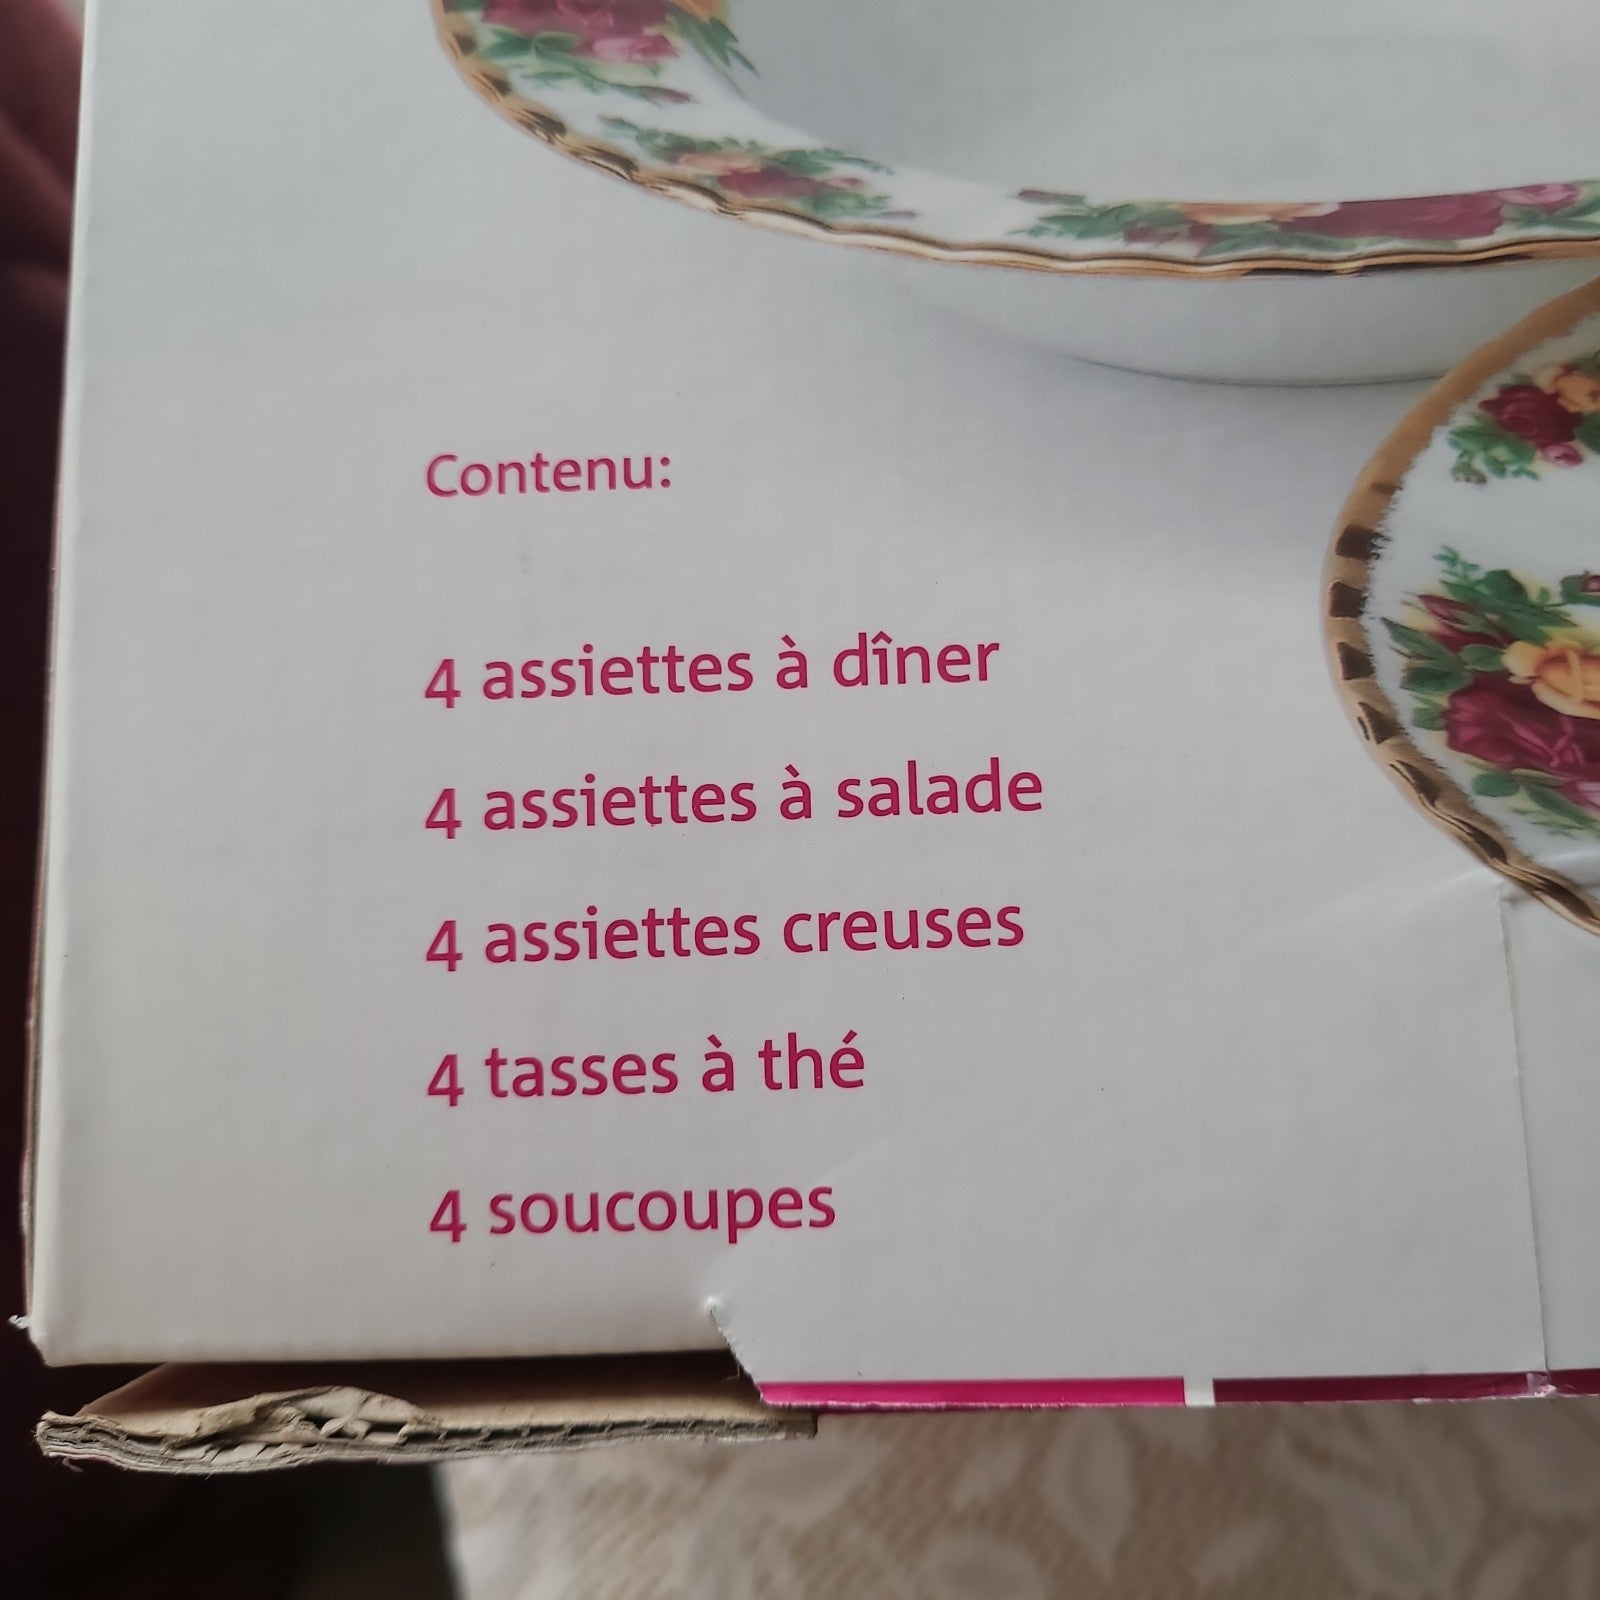 Contenu:
4 assiettes à dîner
4 assiettes à salade
4 assiettes creuses
4 tasses à thé
4 soucoupes